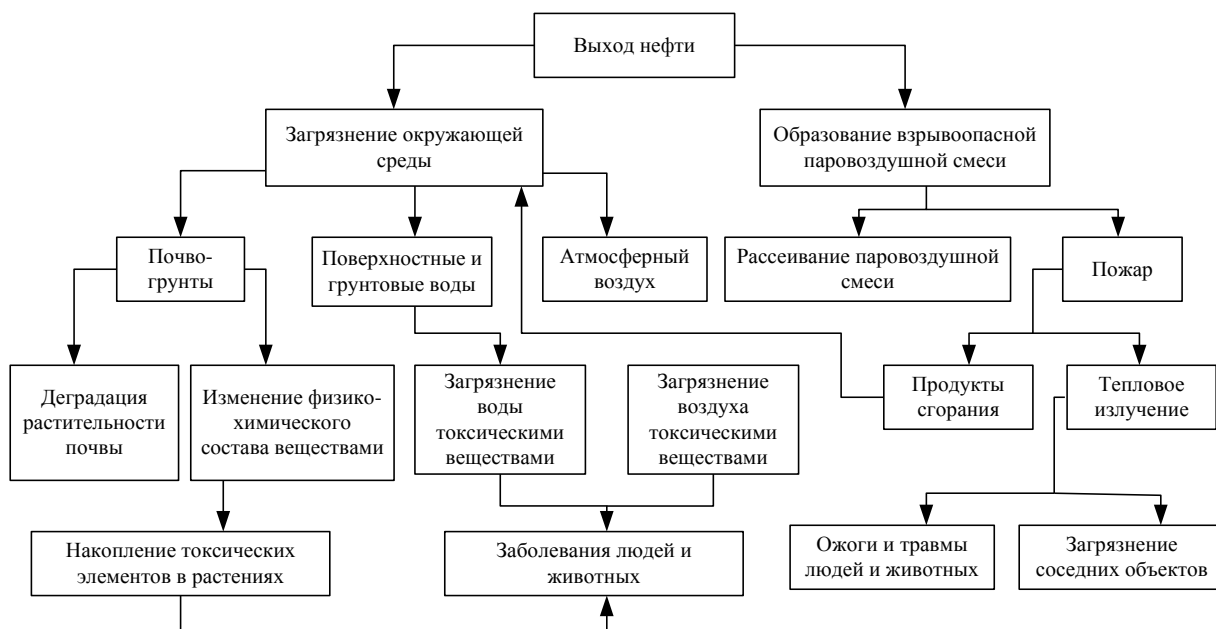 Выход нефти
Загрязнение окружающей
среды
Образование взрывоопасной
паровоздушной смеси
Почво-
грунты
Поверхностные и
грунтовые воды
Атмосферный
воздух
Рассеивание паровоздушной
смеси
Пожар
Деградация
растительности
почвы
Изменение физико-
химического
состава веществами
Загрязнение
воды
токсическими
веществами
Загрязнение
воздуха
токсическими
веществами
Продукты
сгорания
Тепловое
излучение
Накопление токсических
элементов в растениях
Заболевания людей и
животных
Ожоги и травмы
людей и животных
Загрязнение
соседних объектов